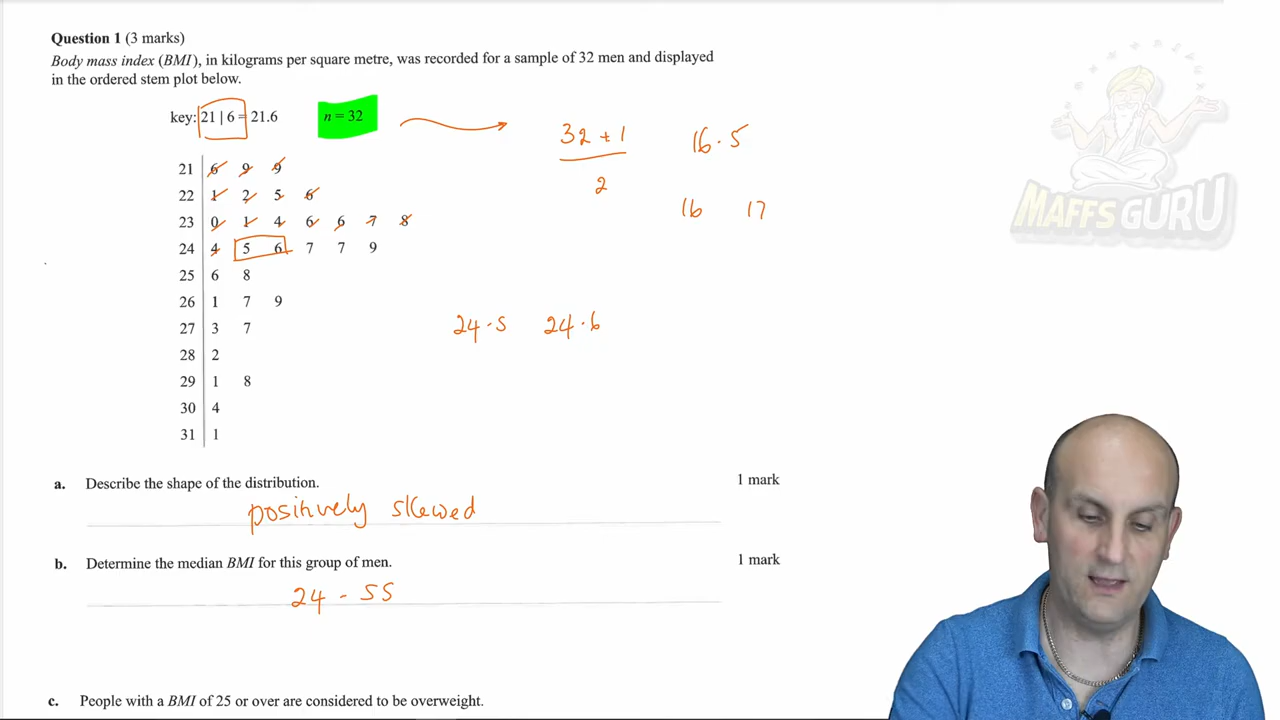 Question 1 (3 marks)
Body mass index (BMI), in kilograms per square metre, was recorded for a sample of 32 men and displayed
in the ordered stem plot below.
key: 21 | 6 = 21.6 n = 32
32 + 1
2
16.5
16 17
21 6 9 9
22 1 2 5 6
23 0 1 4 6 6 7 8
24 4 5 6 7 7 9
25 6 8
26 1 7 9
27 3 7
28 2
29 1 8
30 4
31 1
24.5 24.6
MAFFS GURU
a. Describe the shape of the distribution. 1 mark
positively skewed
b. Determine the median BMI for this group of men. 1 mark
24.55
c. People with a BMI of 25 or over are considered to be overweight.